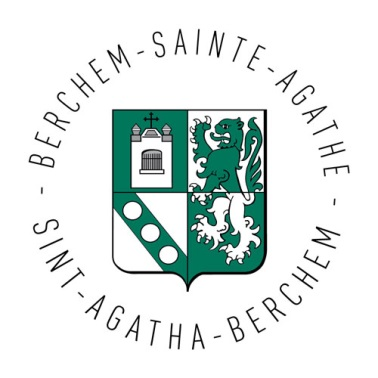 - BERCHEM-SAINTE-AGATHE -
SINT-AGATHA-BERCHEM